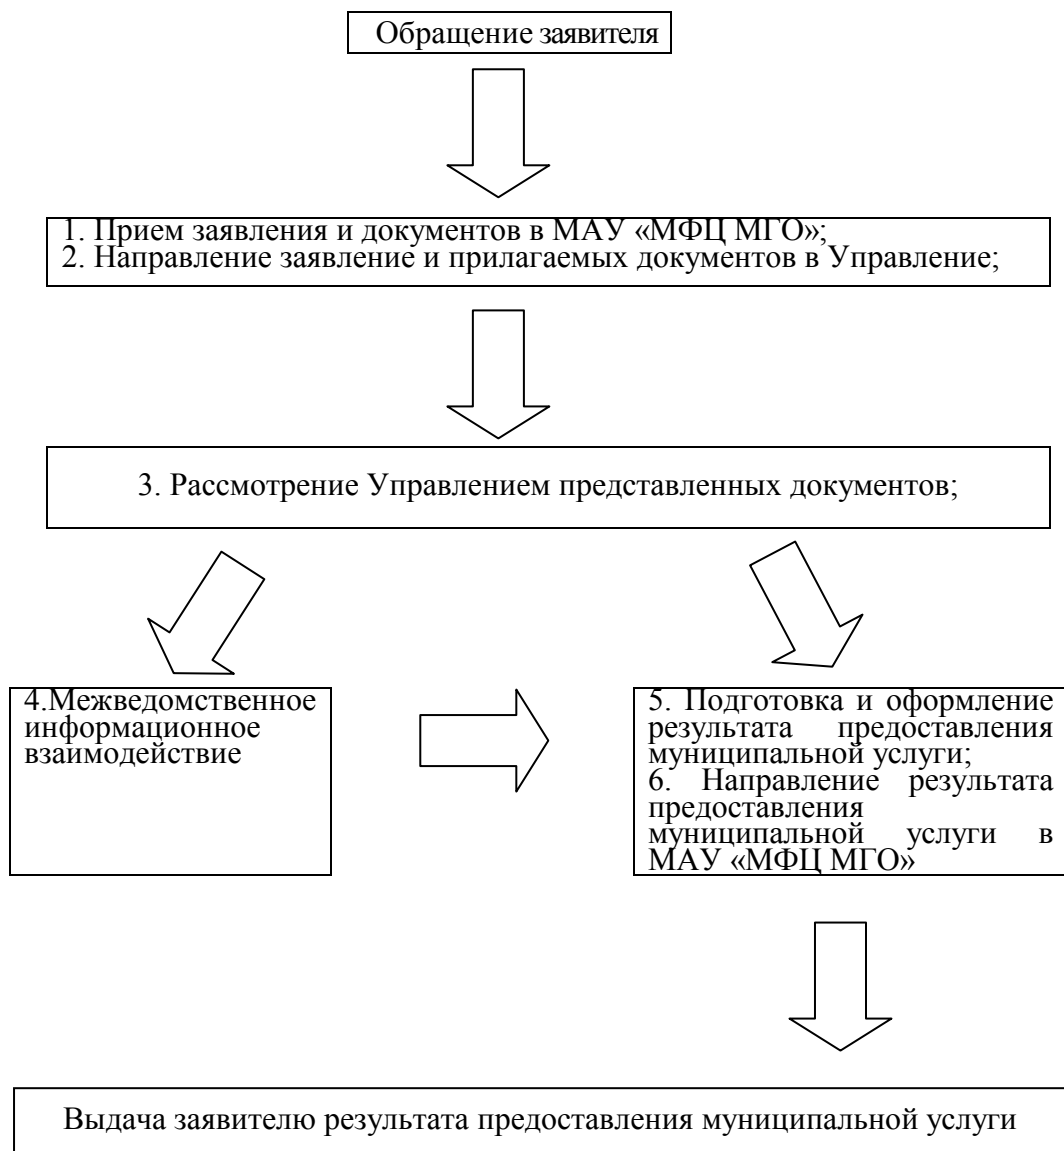 Обращение заявителя
1. Прием заявления и документов в МАУ «МФЦ МГО»;
2. Направление заявление и прилагаемых документов в Управление;
3. Рассмотрение Управлением представленных документов;
4.Межведомственное
информационное
взаимодействие
5. Подготовка и оформление
результата предоставления
муниципальной услуги;
6. Направление результата
предоставления
муниципальной услуги в
МАУ «МФЦ МГО»
Выдача заявителю результата предоставления муниципальной услуги